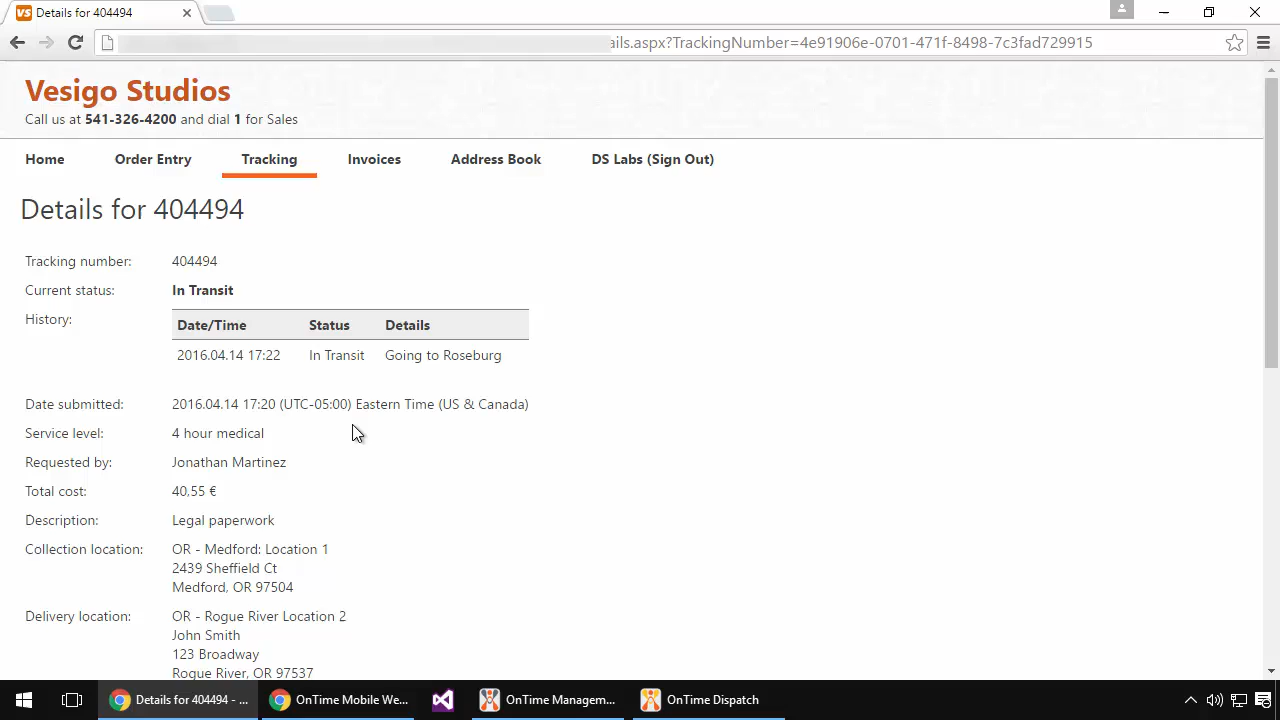 VS Details for 404494
ails.aspx?TrackingNumber=4e91906e-0701-471f-8498-7c3fad729915
Vesigo Studios
Call us at 541-326-4200 and dial 1 for Sales
Home Order Entry Tracking Invoices Address Book DS Labs (Sign Out)
Details for 404494
Tracking number: 404494
Current status: In Transit
History:
Date/Time Status Details
2016.04.14 17:22 In Transit Going to Roseburg
Date submitted: 2016.04.14 17:20 (UTC-05:00) Eastern Time (US & Canada)
Service level: 4 hour medical
Requested by: Jonathan Martinez
Total cost: 40,55 €
Description: Legal paperwork
Collection location: OR - Medford: Location 1
2439 Sheffield Ct
Medford, OR 97504
Delivery location: OR - Rogue River Location 2
John Smith
123 Broadway
Rogue River, OR 97537
Details for 404494 - ... OnTime Mobile We... OnTime Managem... OnTime Dispatch